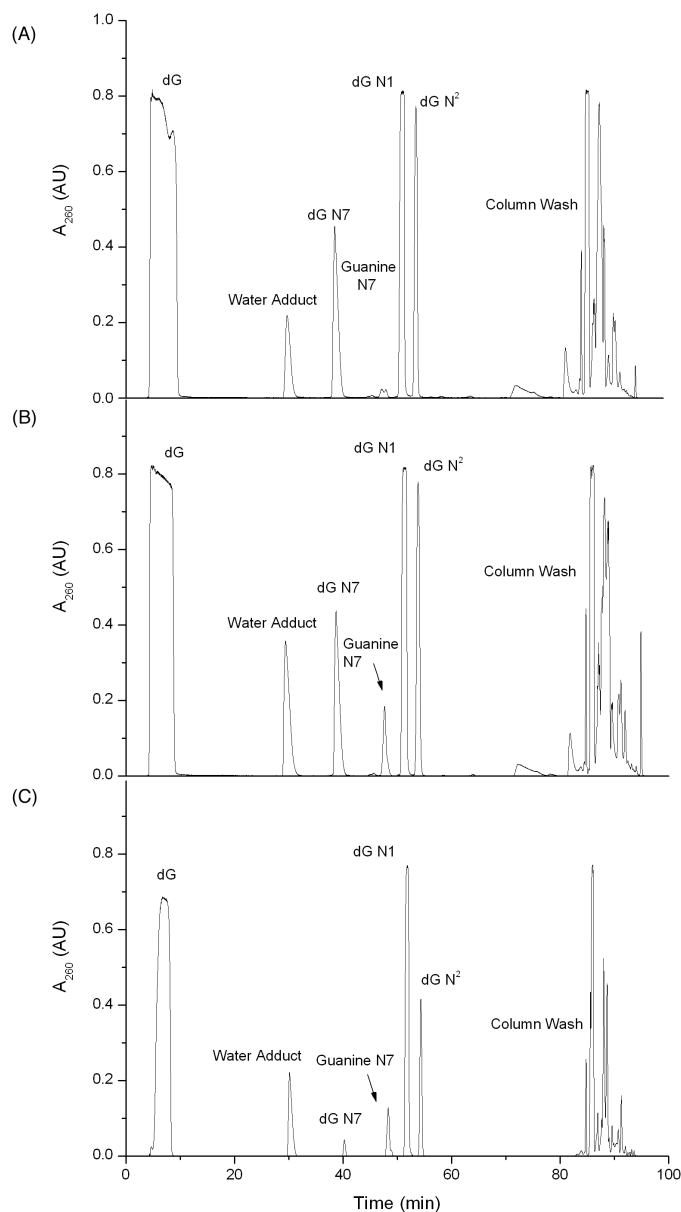 (A)
1.0
0.8
0.6
0.4
0.2
0.0
A₂₆₀ (AU)
dG
Water Adduct
dG N7
Guanine
N7
dG N1
dG N²
Column Wash
(B)
0.8
0.6
0.4
0.2
0.0
A₂₆₀ (AU)
dG
Water Adduct
dG N7
Guanine
N7
dG N1
dG N²
Column Wash
(C)
0.8
0.6
0.4
0.2
0.0
A₂₆₀ (AU)
dG
Water Adduct
dG N7
Guanine N7
dG N1
dG N²
Column Wash
0 20 40 60 80 100
Time (min)